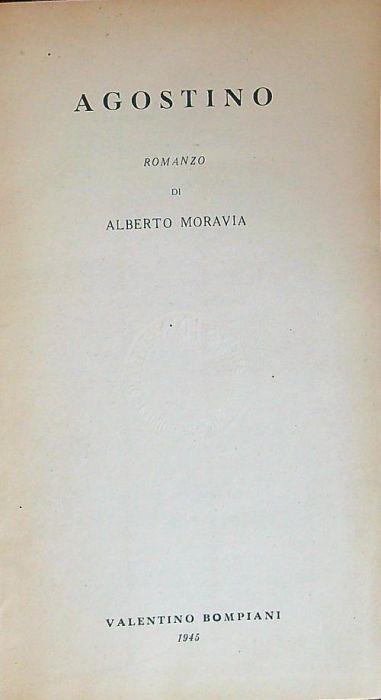 AGOSTINO
ROMANZO
DI
ALBERTO MORAVIA
VALENTINO BOMPIANI
1945